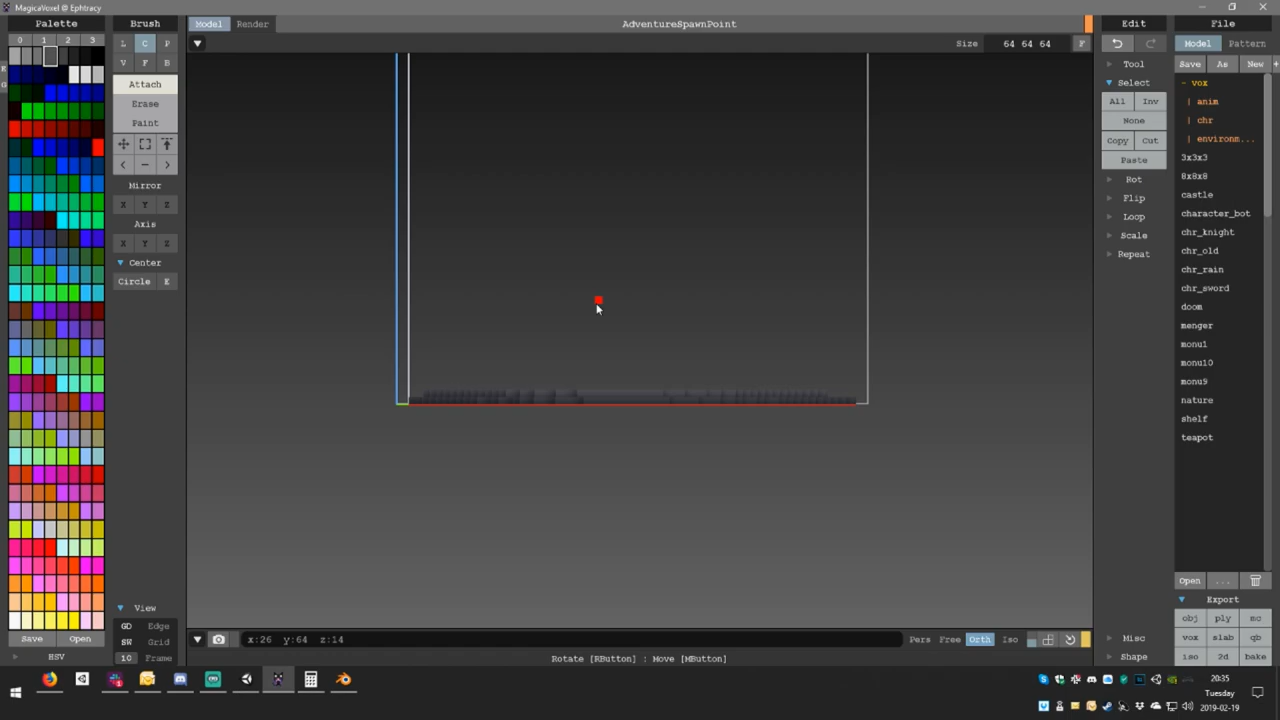 MagicaVoxel @ Ephtracy
Palette
0 1 2 3
Save Open
HSV
Brush
L C P
V F B
Attach
Erase
Paint
Mirror
X Y Z
Axis
X Y Z
Center
Circle E
View
GD Edge
SW Grid
10 Frame
Model Render
AdventureSpawnPoint
Size 64 64 64 F
x:26 y:64 z:14
Pers Free Orth Iso
Rotate [RButton] : Move [MButton]
Edit
Tool
Select
All Inv
None
Copy Cut
Paste
Rot
Flip
Loop
Scale
Repeat
Misc
Shape
File
Model Pattern
Save As New +
- vox
| anim
| chr
| environm...
3x3x3
8x8x8
castle
character_bot
chr_knight
chr_old
chr_rain
chr_sword
doom
menger
monu1
monu10
monu9
nature
shelf
teapot
Open ...
Export
obj ply mc
vox slab qb
iso 2d bake
20:35
Tuesday
2019-02-19